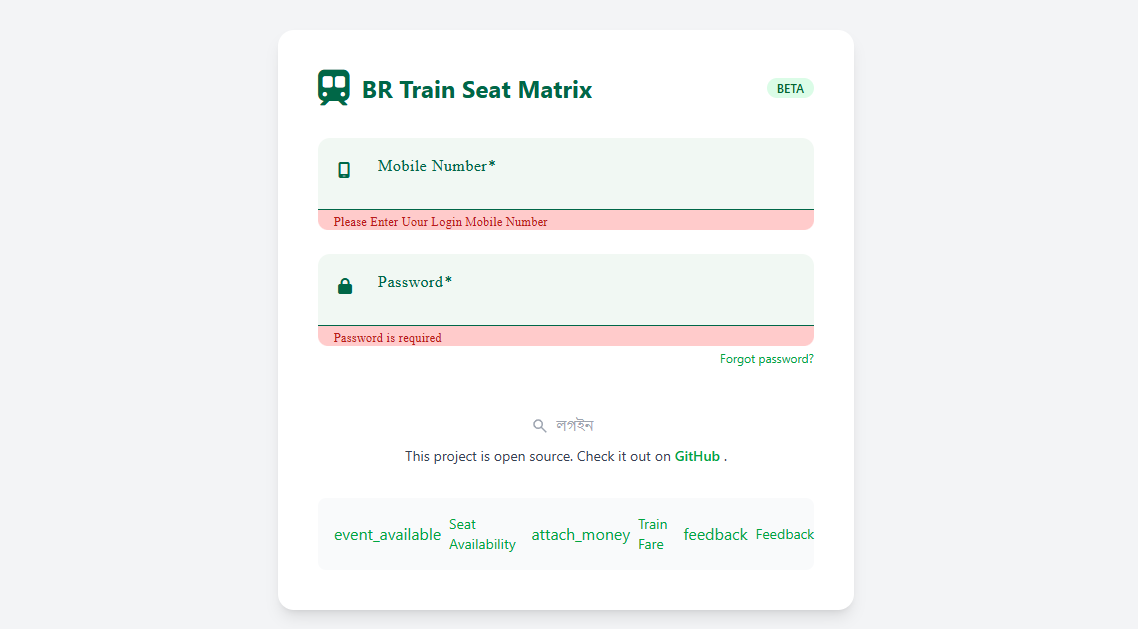 BR Train Seat Matrix
BETA
Mobile Number*
Please Enter Uour Login Mobile Number
Password*
Password is required
Forgot password?
লগইন
This project is open source. Check it out on GitHub .
event_available Seat Availability attach_money Train Fare feedback Feedback